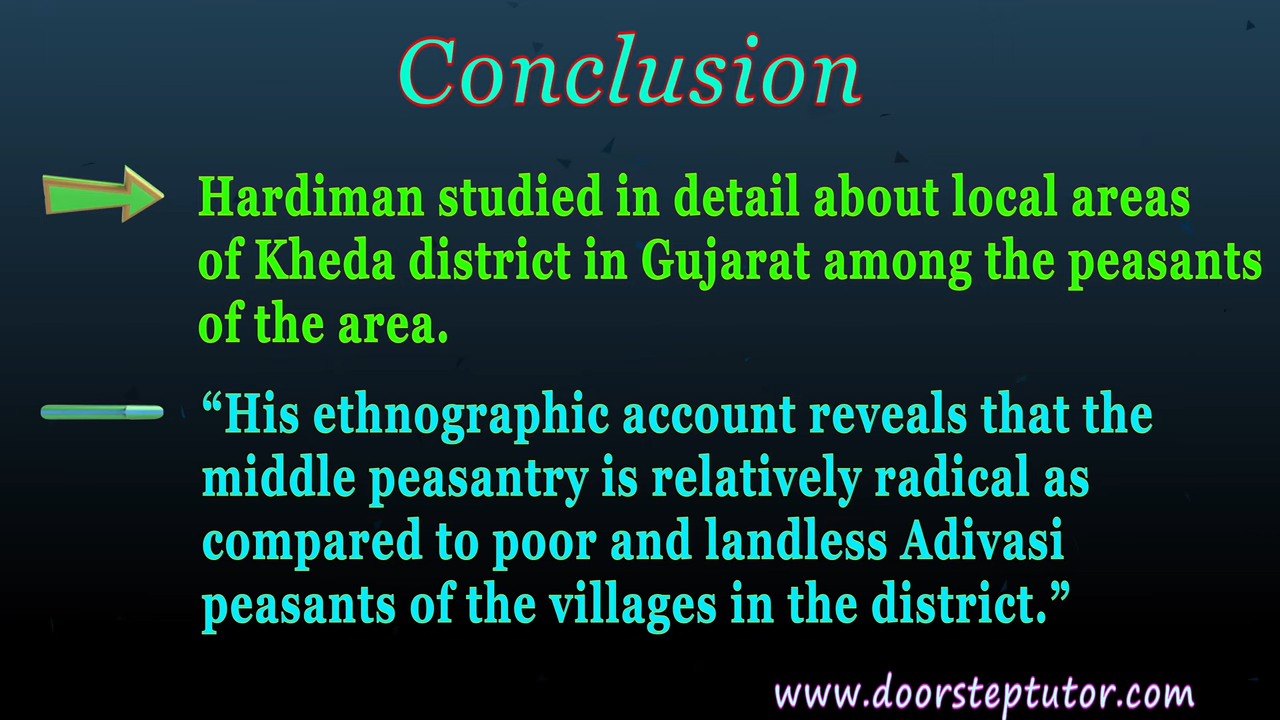 Conclusion
Hardiman studied in detail about local areas
of Kheda district in Gujarat among the peasants
of the area.
“His ethnographic account reveals that the
middle peasantry is relatively radical as
compared to poor and landless Adivasi
peasants of the villages in the district.”
www.doorsteptutor.com